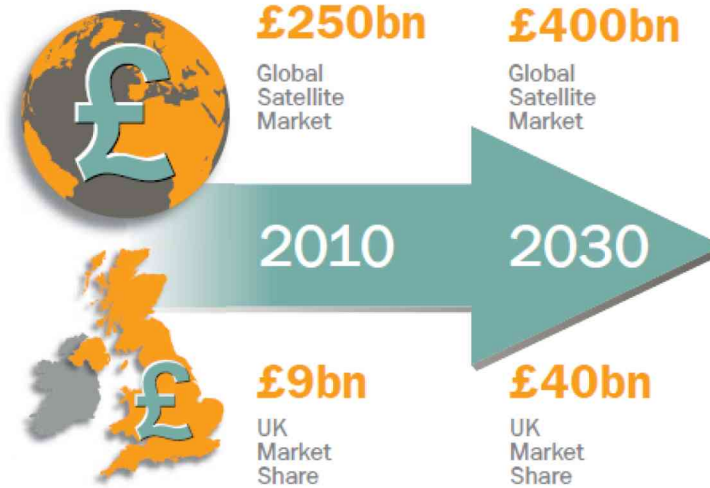 £
£250bn
Global
Satellite
Market
£400bn
Global
Satellite
Market
2010
2030
£
£9bn
UK
Market
Share
£40bn
UK
Market
Share